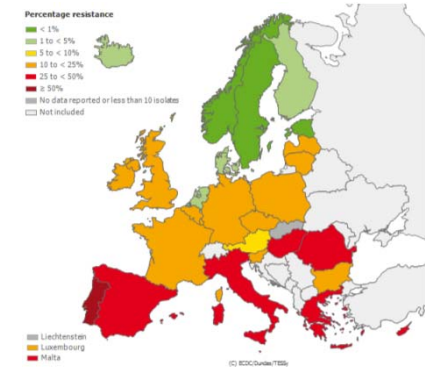 Percentage resistance
< 1%
1 to < 5%
5 to < 10%
10 to < 25%
25 to < 50%
≥ 50%
No data reported or less than 10 isolates
Not included
Liechtenstein
Luxembourg
Malta
(C) ECDC/Dundas/TESSy